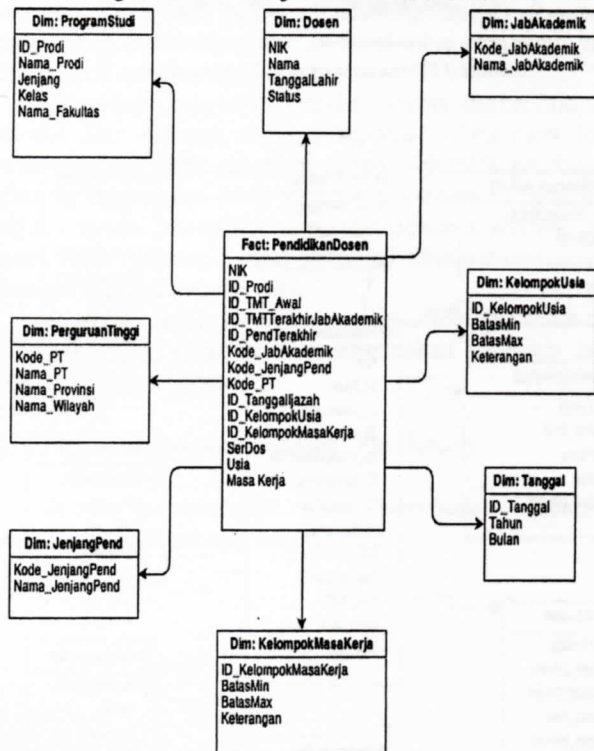 Dim: ProgramStudi
ID_Prodi
Nama_Prodi
Jenjang
Kelas
Nama_Fakultas
Dim: Dosen
NIK
Nama
TanggalLahir
Status
Dim: JabAkademik
Kode_JabAkademik
Nama_JabAkademik
Fact: PendidikanDosen
NIK
ID_Prodi
ID_TMT_Awal
ID_TMTTerakhirJabAkademik
ID_PendTerakhir
Kode_JabAkademik
Kode_JenjangPend
Kode_PT
ID_TanggalIjazah
ID_KelompokUsia
ID_KelompokMasaKerja
SerDos
Usia
Masa Kerja
Dim: KelompokUsia
ID_KelompokUsia
BatasMin
BatasMax
Keterangan
Dim: PerguruanTinggi
Kode_PT
Nama_PT
Nama_Provinsi
Nama_Wilayah
Dim: Tanggal
ID_Tanggal
Tahun
Bulan
Dim: JenjangPend
Kode_JenjangPend
Nama_JenjangPend
Dim: KelompokMasaKerja
ID_KelompokMasaKerja
BatasMin
BatasMax
Keterangan